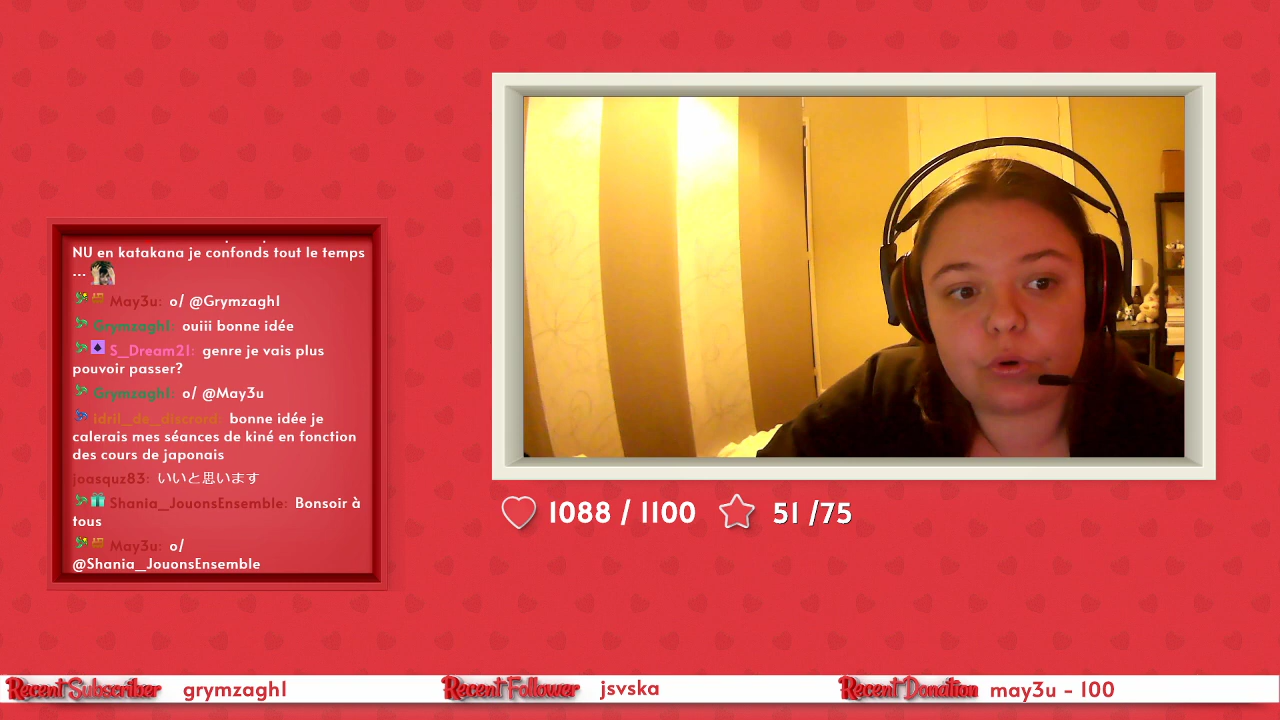 NU en katakana je confonds tout le temps
...
May3u: o/ @Grymzaghl
Grymzaghl: ouiii bonne idée
S_Dream21: genre je vais plus
pouvoir passer?
Grymzaghl: o/ @May3u
idril_de_discrord: bonne idée je
calerais mes séances de kiné en fonction
des cours de japonais
joasquz83: いいと思います
Shania_JouonsEnsemble: Bonsoir à
tous
May3u: o/
@Shania_JouonsEnsemble
1088 / 1100 51 /75
Recent Subscriber grymzaghl Recent Follower jsvska Recent Donation may3u - 100